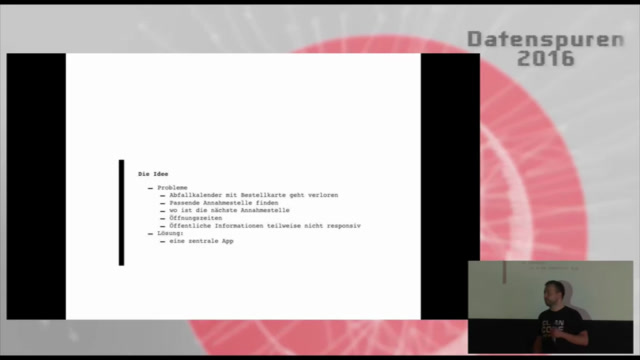 Datenspuren
2016
Die Idee
— Probleme
— Abfallkalender mit Bestellkarte geht verloren
— Passende Annahmestelle finden
— wo ist die nächste Annahmestelle
— Öffnungszeiten
— Öffentliche Informationen teilweise nicht responsiv
— Lösung:
— eine zentrale App